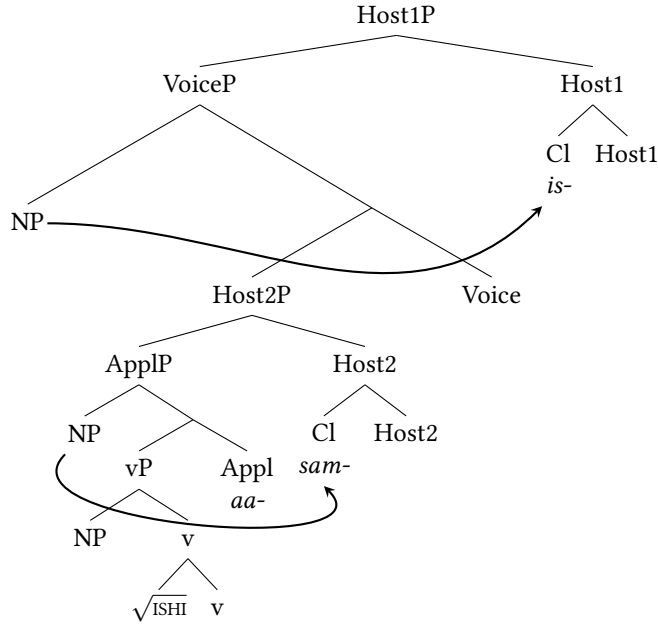 Host1P
VoiceP Host1
Cl Host1
is-
NP
Host2P Voice
ApplP Host2
NP Cl Host2
vP Appl sam-
aa-
NP v
√ISHI v